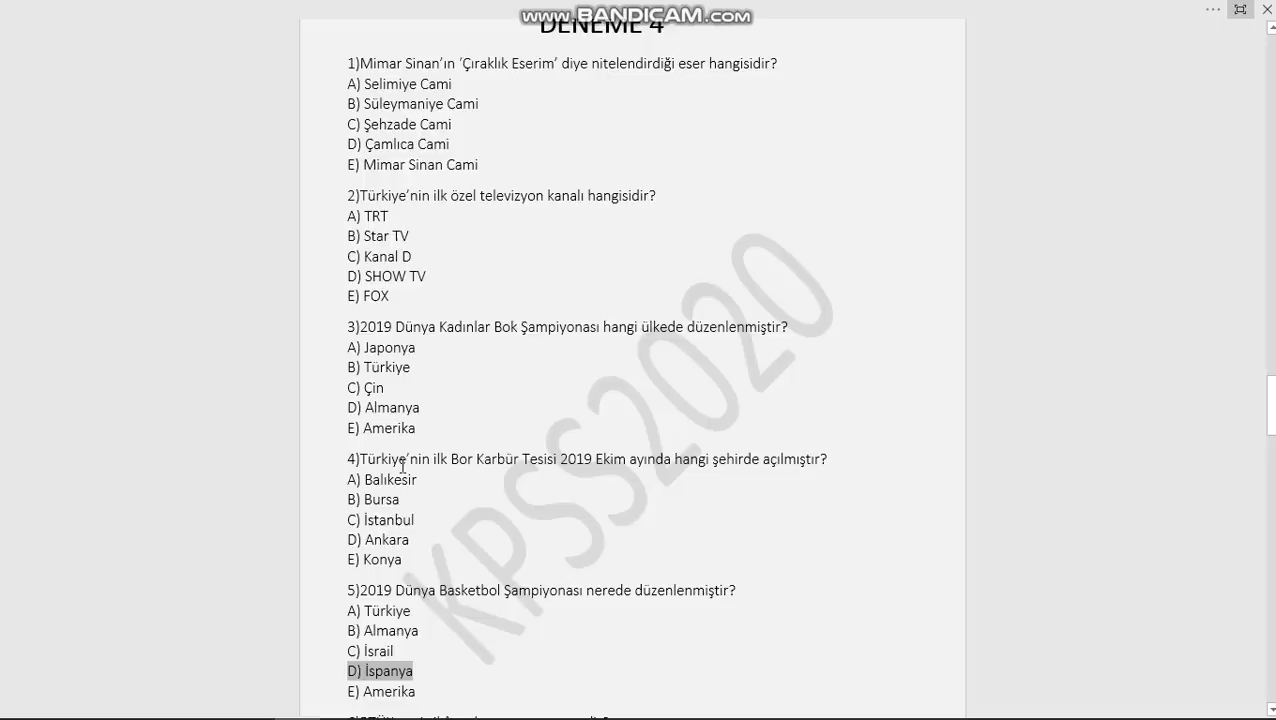 www.BANDICAM.com
DENEME 4
1)Mimar Sinan’ın ‘Çıraklık Eserim’ diye nitelendirdiği eser hangisidir?
A) Selimiye Cami
B) Süleymaniye Cami
C) Şehzade Cami
D) Çamlıca Cami
E) Mimar Sinan Cami
2)Türkiye’nin ilk özel televizyon kanalı hangisidir?
A) TRT
B) Star TV
C) Kanal D
D) SHOW TV
E) FOX
3)2019 Dünya Kadınlar Bok Şampiyonası hangi ülkede düzenlenmiştir?
A) Japonya
B) Türkiye
C) Çin
D) Almanya
E) Amerika
4)Türkiye’nin ilk Bor Karbür Tesisi 2019 Ekim ayında hangi şehirde açılmıştır?
A) Balıkesir
B) Bursa
C) İstanbul
D) Ankara
E) Konya
5)2019 Dünya Basketbol Şampiyonası nerede düzenlenmiştir?
A) Türkiye
B) Almanya
C) İsrail
D) İspanya
E) Amerika
KPSS2020